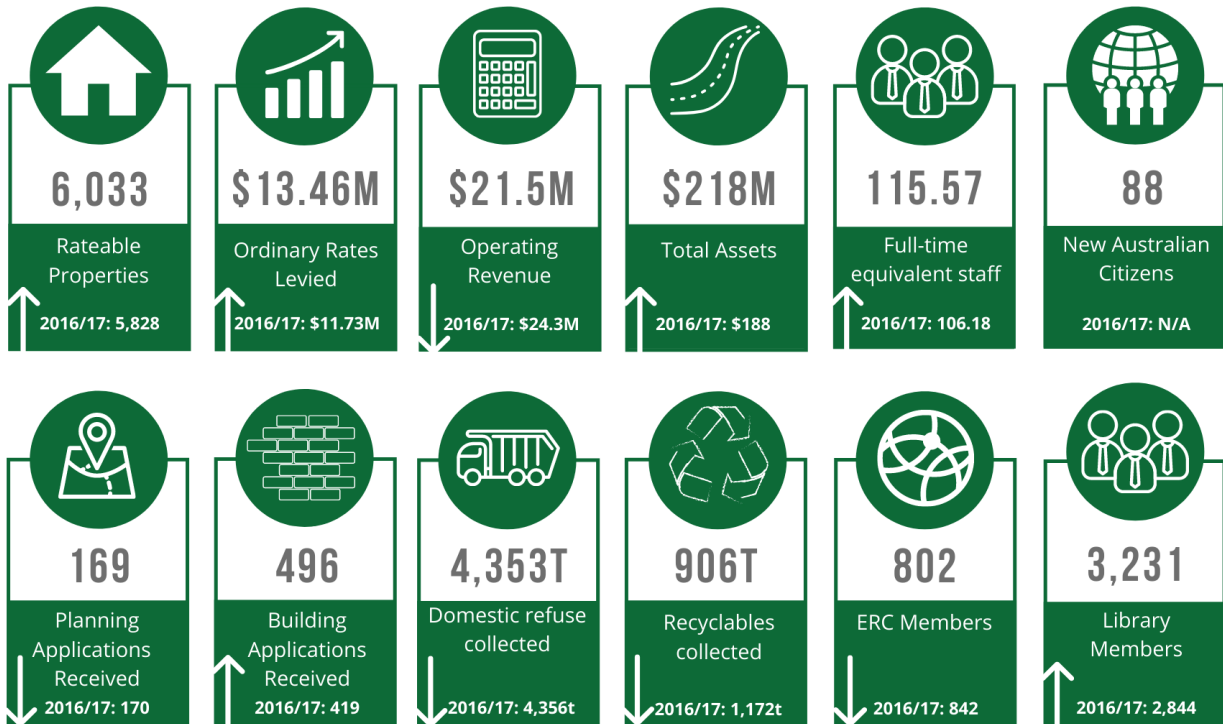 6,033
Rateable
Properties
2016/17: 5,828
$13.46M
Ordinary Rates
Levied
2016/17: $11.73M
$21.5M
Operating
Revenue
2016/17: $24.3M
$218M
Total Assets
2016/17: $188
115.57
Full-time
equivalent staff
2016/17: 106.18
88
New Australian
Citizens
2016/17: N/A
169
Planning
Applications
Received
2016/17: 170
496
Building
Applications
Received
2016/17: 419
4,353T
Domestic refuse
collected
2016/17: 4,356t
906T
Recyclables
collected
2016/17: 1,172t
802
ERC Members
2016/17: 842
3,231
Library
Members
2016/17: 2,844